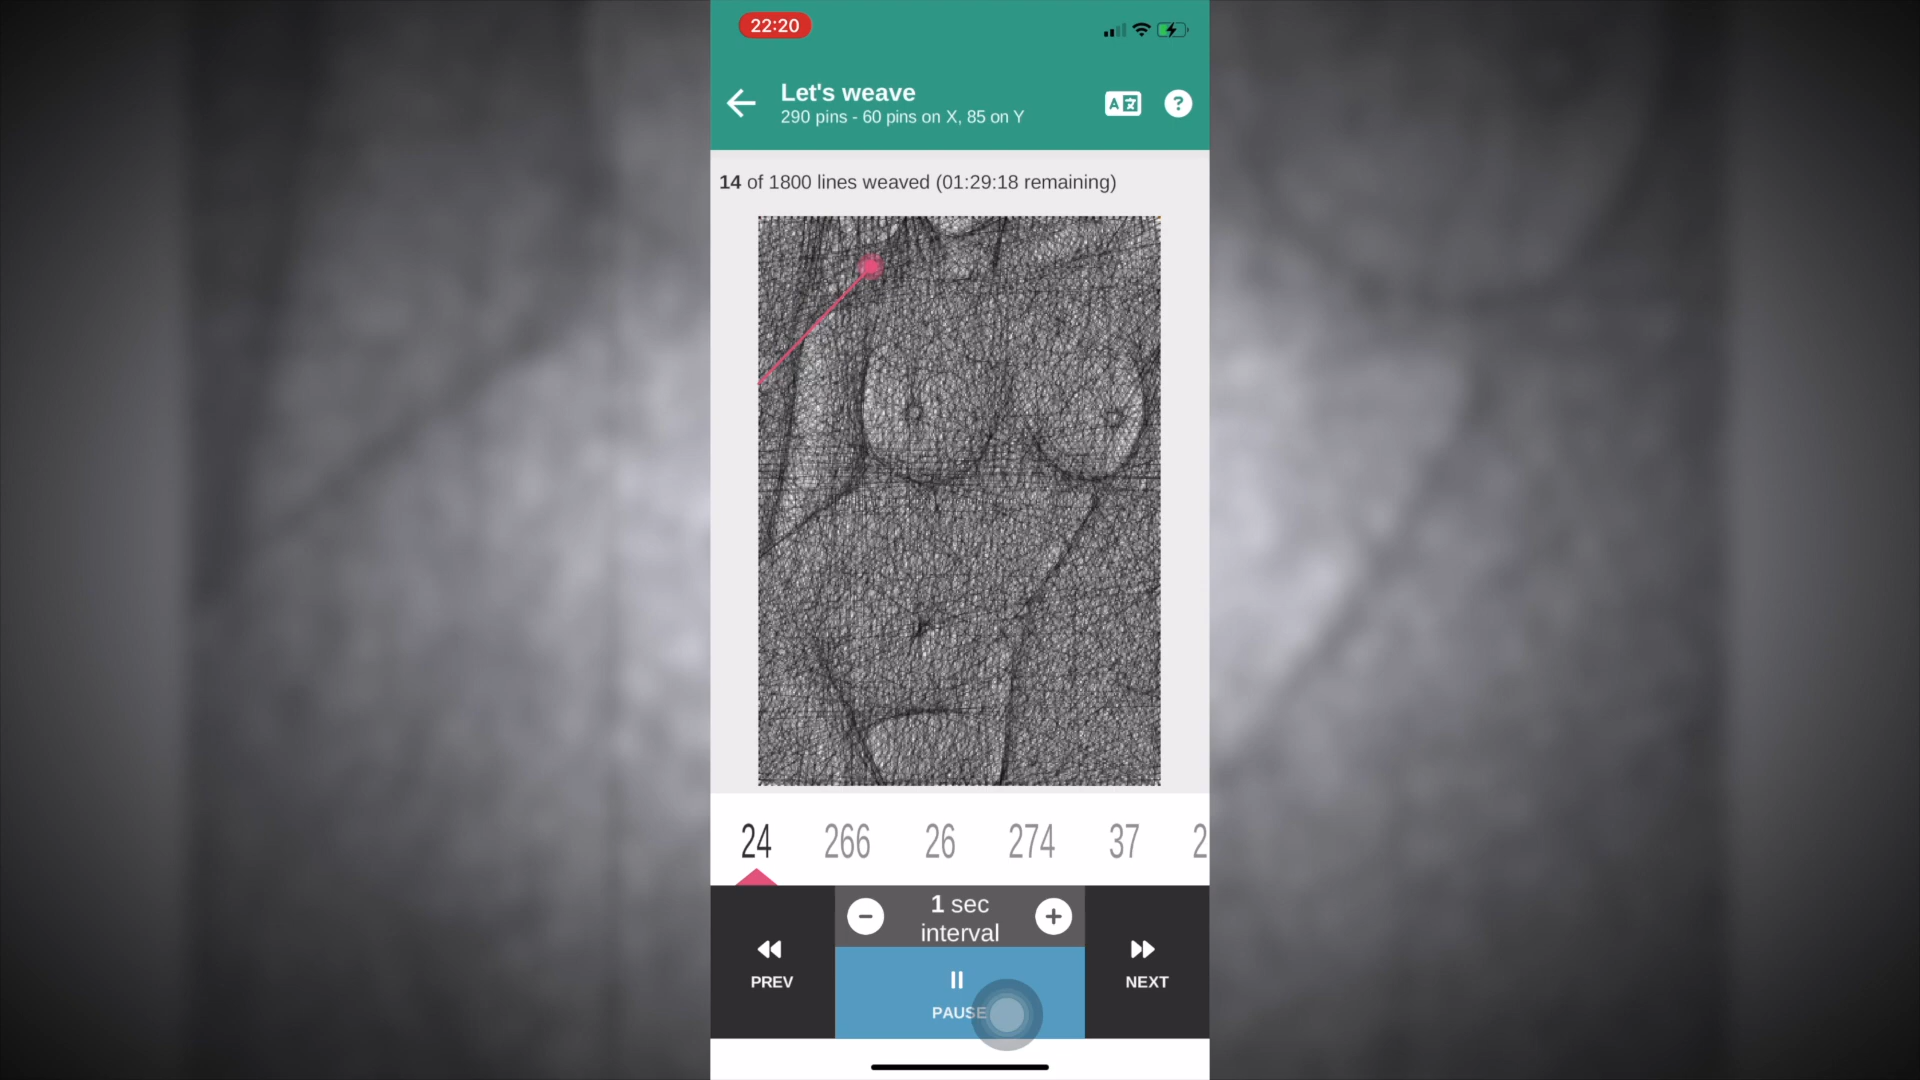 22:20
Let's weave
290 pins - 60 pins on X, 85 on Y
14 of 1800 lines weaved (01:29:18 remaining)
24 266 26 274 37 2
1 sec
interval
PREV
PAUSE
NEXT